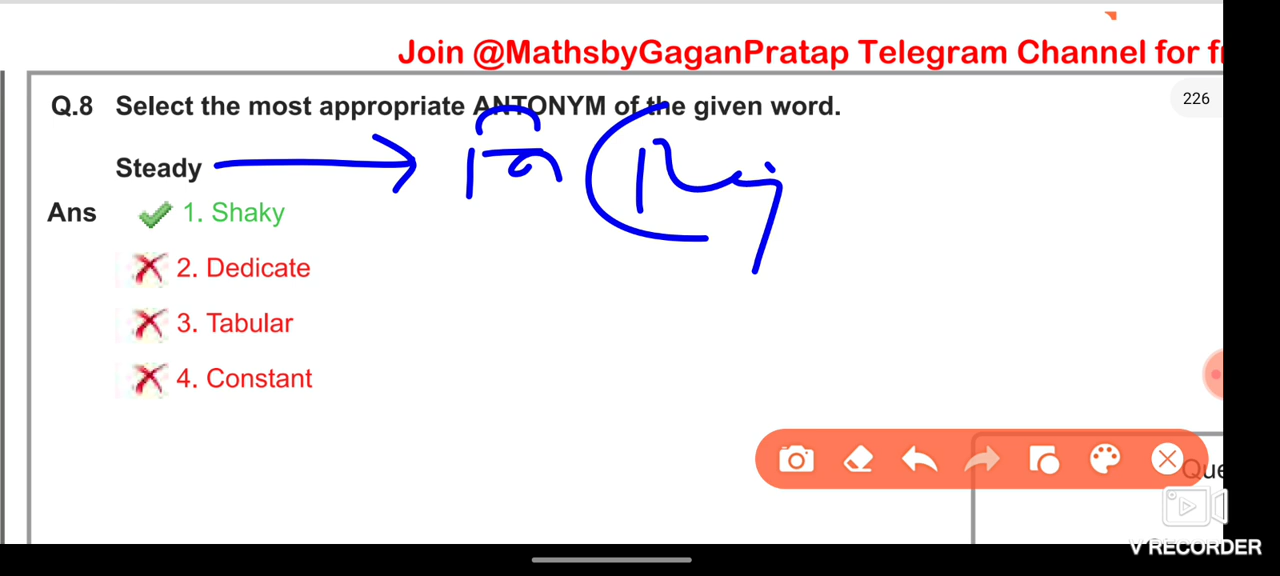 Join @MathsbyGaganPratap Telegram Channel for f
Q.8 Select the most appropriate ANTONYM of the given word.
226
Steady
Ans 1. Shaky
2. Dedicate
3. Tabular
4. Constant
Que
V RECORDER